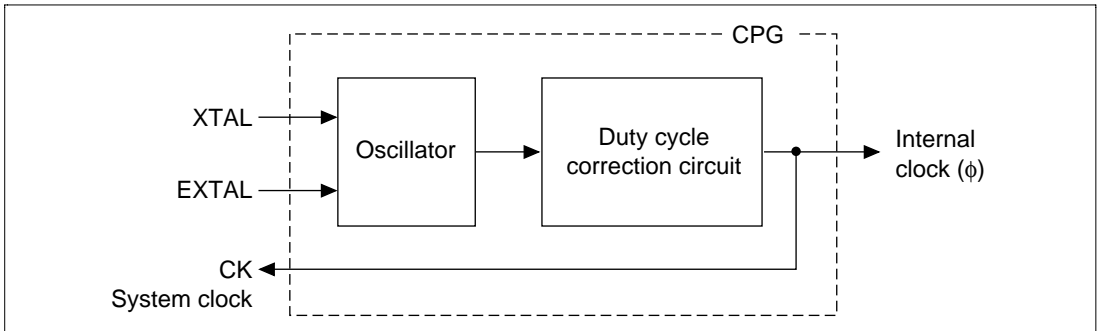 CPG
XTAL
EXTAL
Oscillator
Duty cycle
correction circuit
Internal
clock (ϕ)
CK
System clock